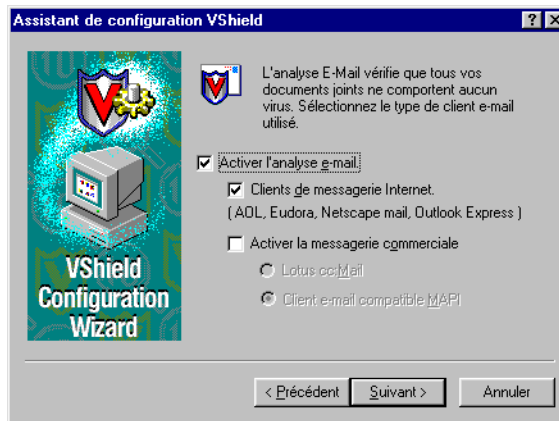 Assistant de configuration VShield
L'analyse E-Mail vérifie que tous vos
documents joints ne comportent aucun
virus. Sélectionnez le type de client e-mail
utilisé.
Activer l'analyse e-mail.
Clients de messagerie Internet.
( AOL, Eudora, Netscape mail, Outlook Express )
Activer la messagerie commerciale
Lotus cc:Mail
Client e-mail compatible MAPI
VShield
Configuration
Wizard
< Précédent
Suivant >
Annuler